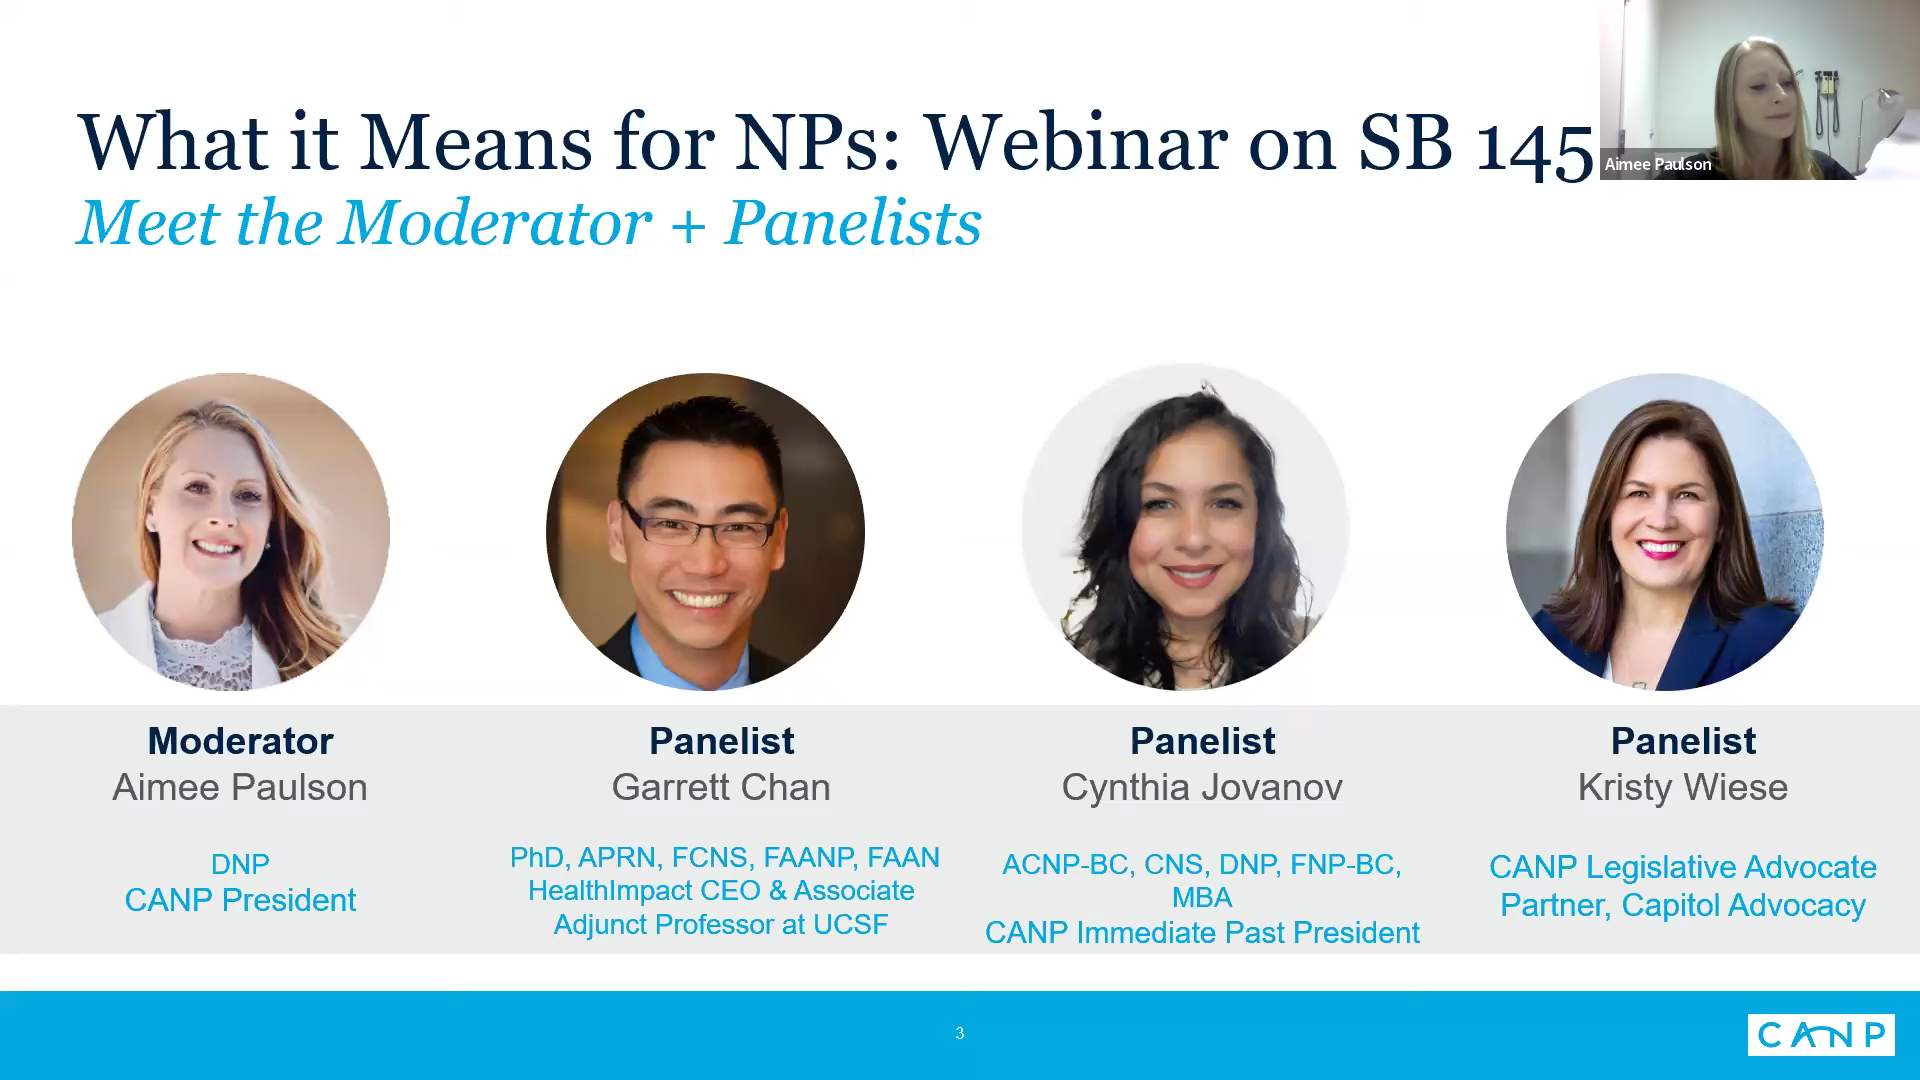 What it Means for NPs: Webinar on SB 145
Meet the Moderator + Panelists
Aimee Paulson
Moderator
Aimee Paulson
DNP
CANP President
Panelist
Garrett Chan
PhD, APRN, FCNS, FAANP, FAAN
HealthImpact CEO & Associate
Adjunct Professor at UCSF
Panelist
Cynthia Jovanov
ACNP-BC, CNS, DNP, FNP-BC,
MBA
CANP Immediate Past President
Panelist
Kristy Wiese
CANP Legislative Advocate
Partner, Capitol Advocacy
3
CANP